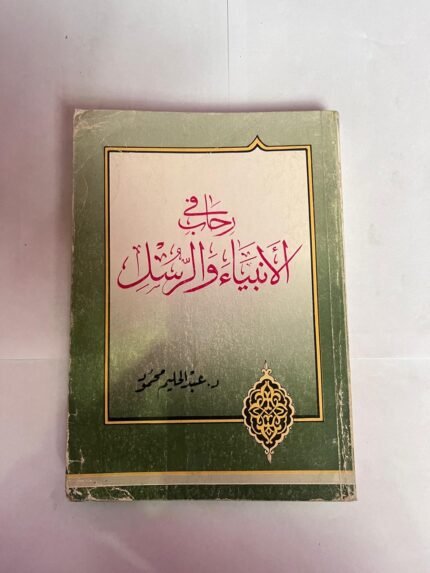 في رحاب
الأنبياء والرسل
د. عبد الحليم محمود